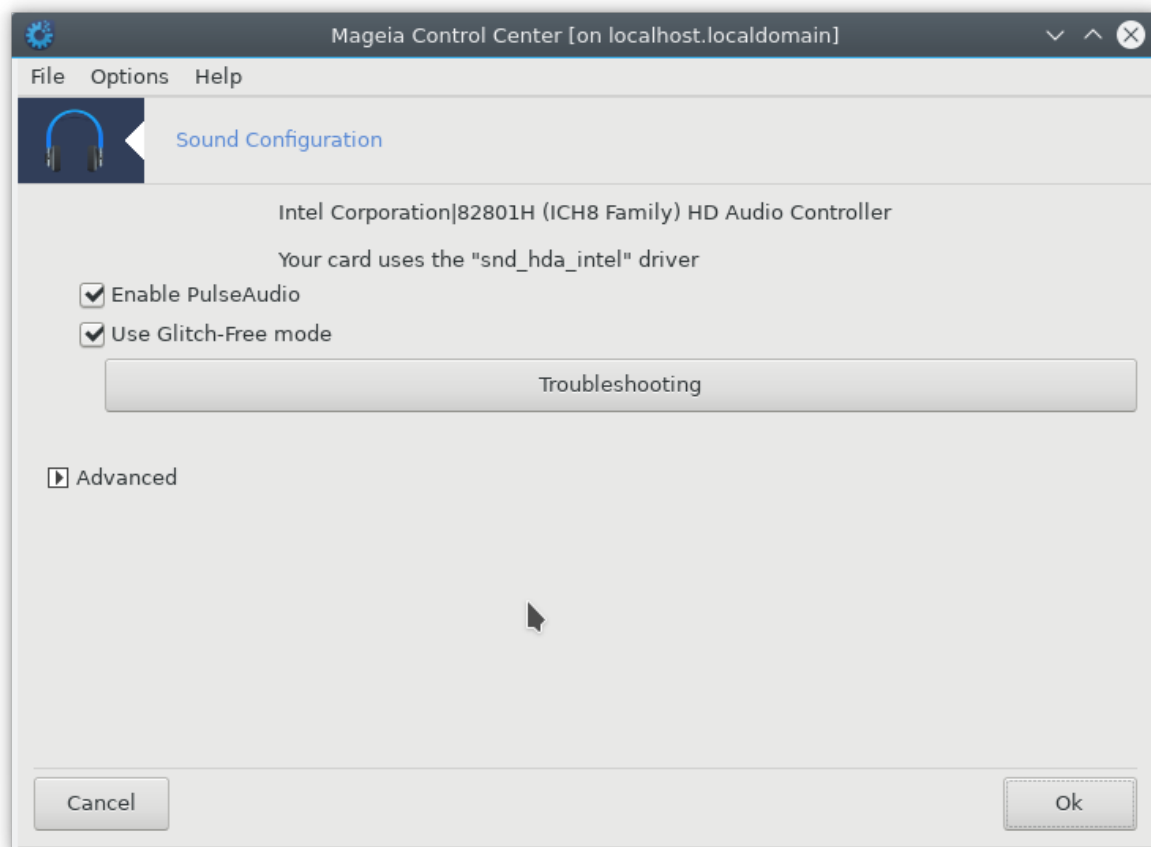 Mageia Control Center [on localhost.localdomain]
File Options Help
Sound Configuration
Intel Corporation|82801H (ICH8 Family) HD Audio Controller
Your card uses the "snd_hda_intel" driver
Enable PulseAudio
Use Glitch-Free mode
Troubleshooting
Advanced
Cancel Ok